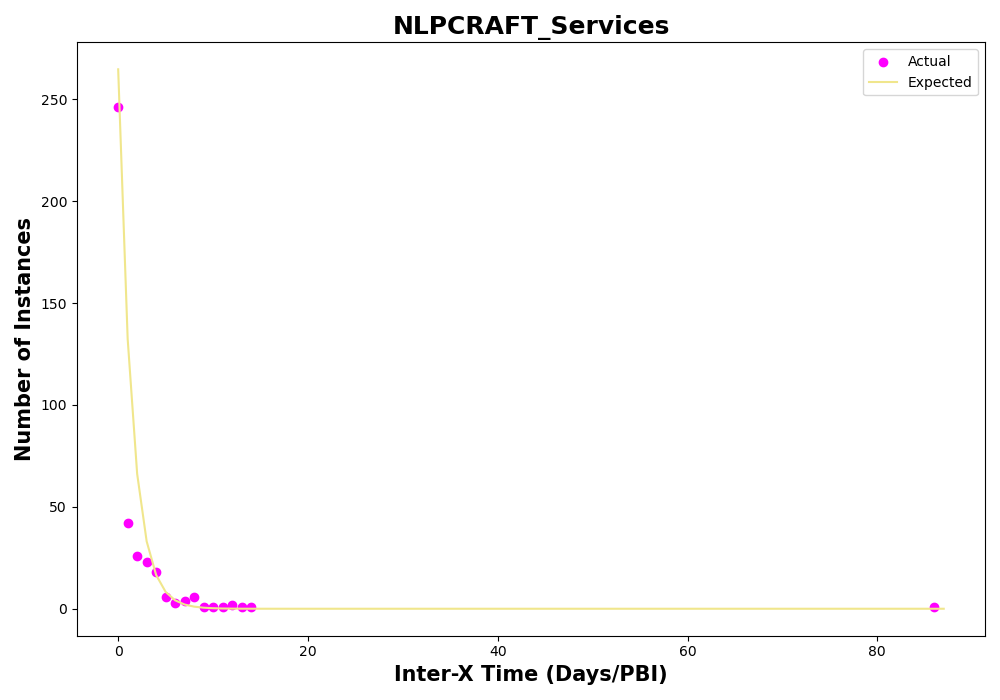 NLPCRAFT_Services
Actual
Expected
Number of Instances
250
200
150
100
50
0
0 20 40 60 80
Inter-X Time (Days/PBI)